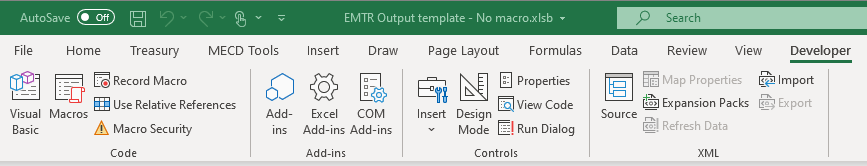 AutoSave Off EMTR Output template - No macro.xlsb Search
File Home Treasury MECD Tools Insert Draw Page Layout Formulas Data Review View Developer
Visual Basic
Macros
Record Macro
Use Relative References
Macro Security
Code
Add-ins
Excel Add-ins
COM Add-ins
Add-ins
Insert
Design Mode
Properties
View Code
Run Dialog
Controls
Source
Map Properties
Expansion Packs
Refresh Data
Import
Export
XML